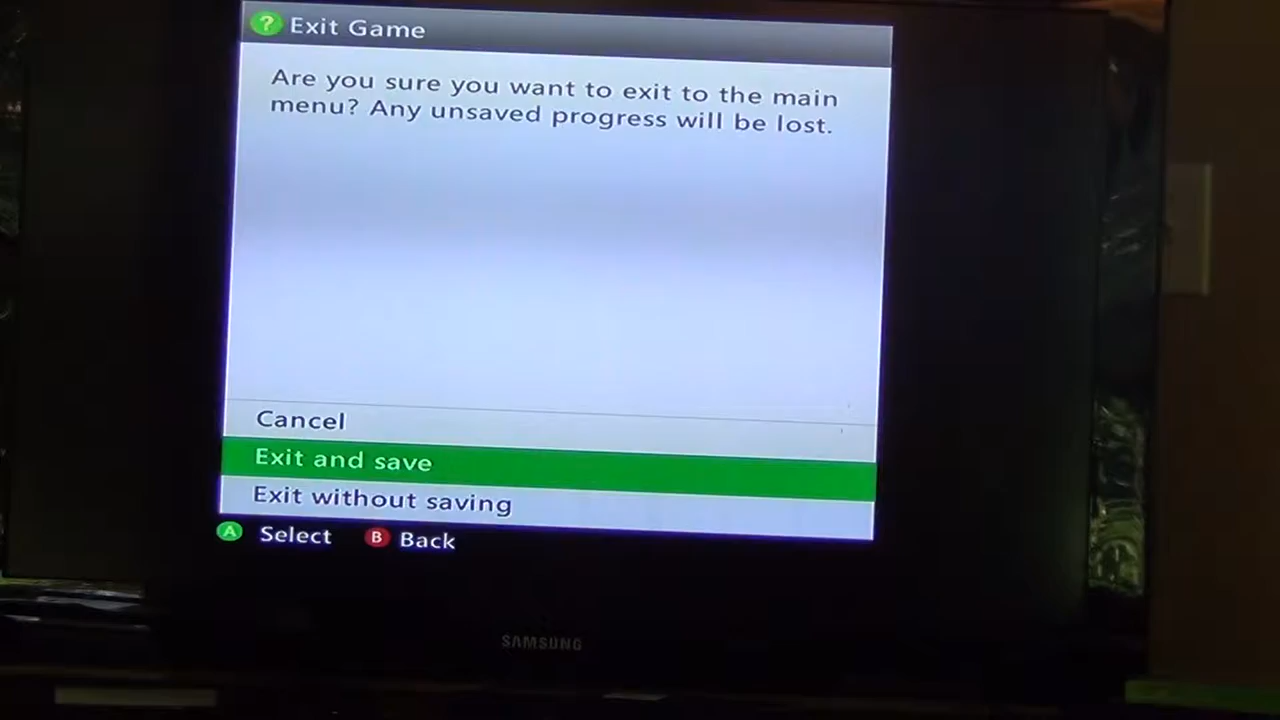 ? Exit Game
Are you sure you want to exit to the main
menu? Any unsaved progress will be lost.
Cancel
Exit and save
Exit without saving
A Select B Back
SAMSUNG